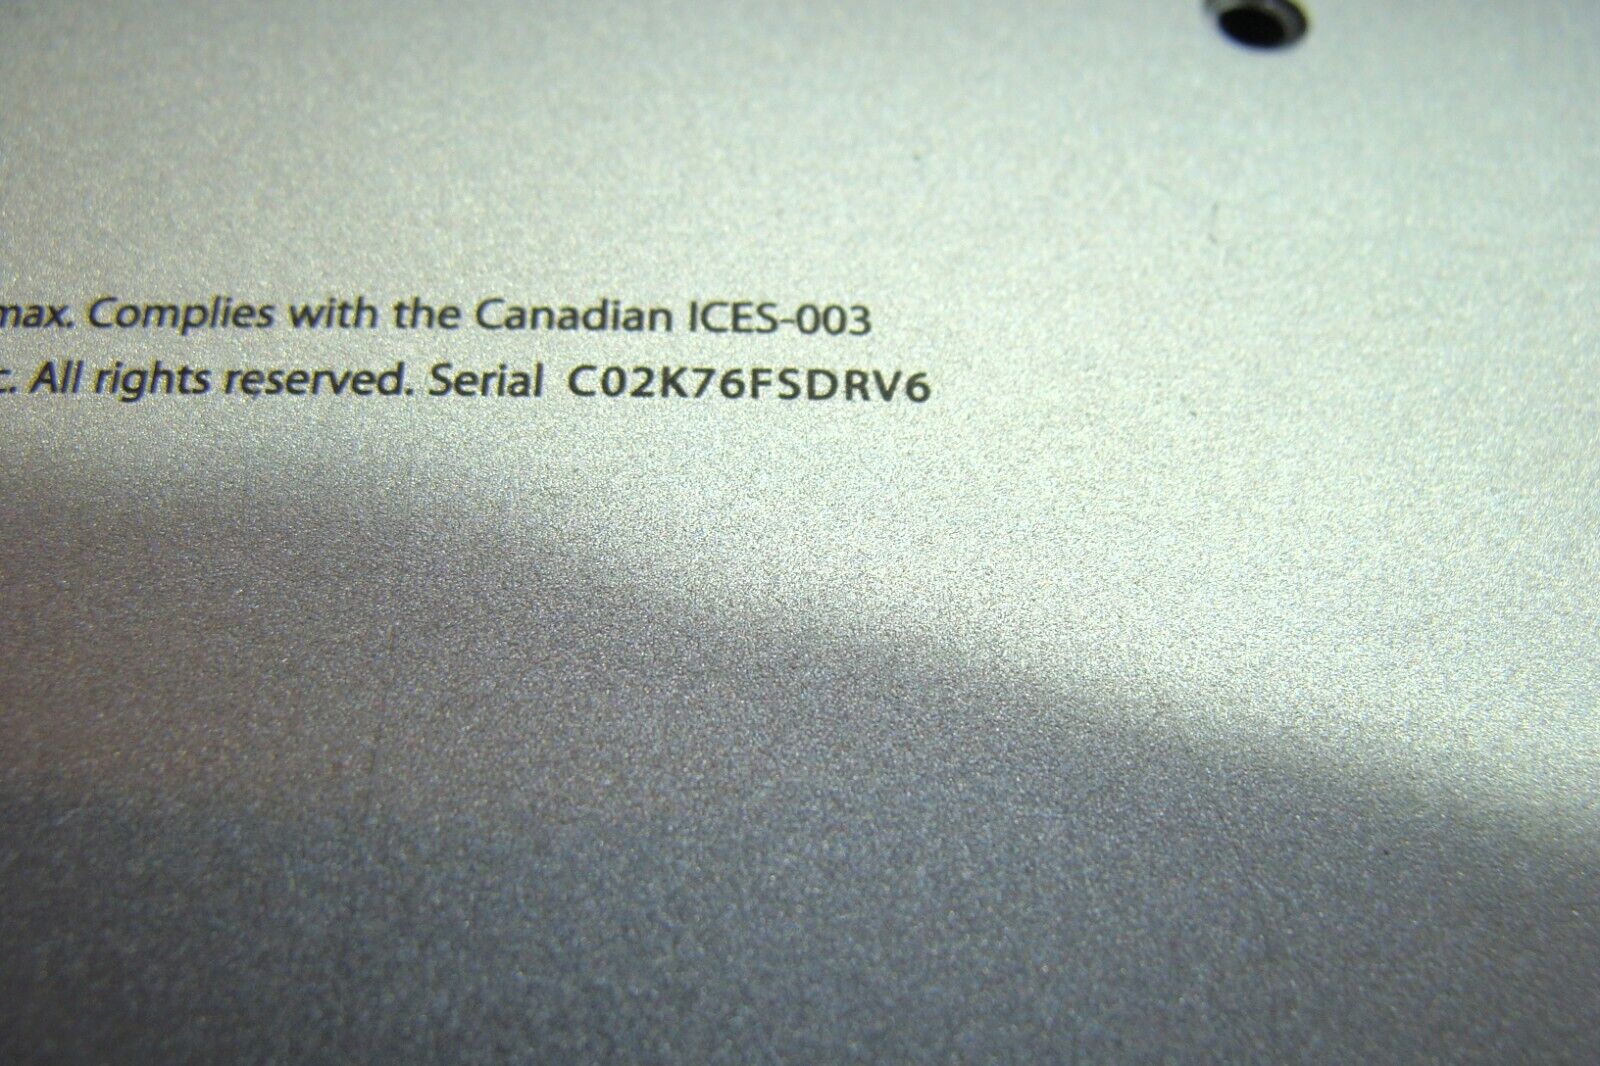 max. Complies with the Canadian ICES-003
c. All rights reserved. Serial C02K76FSDRV6